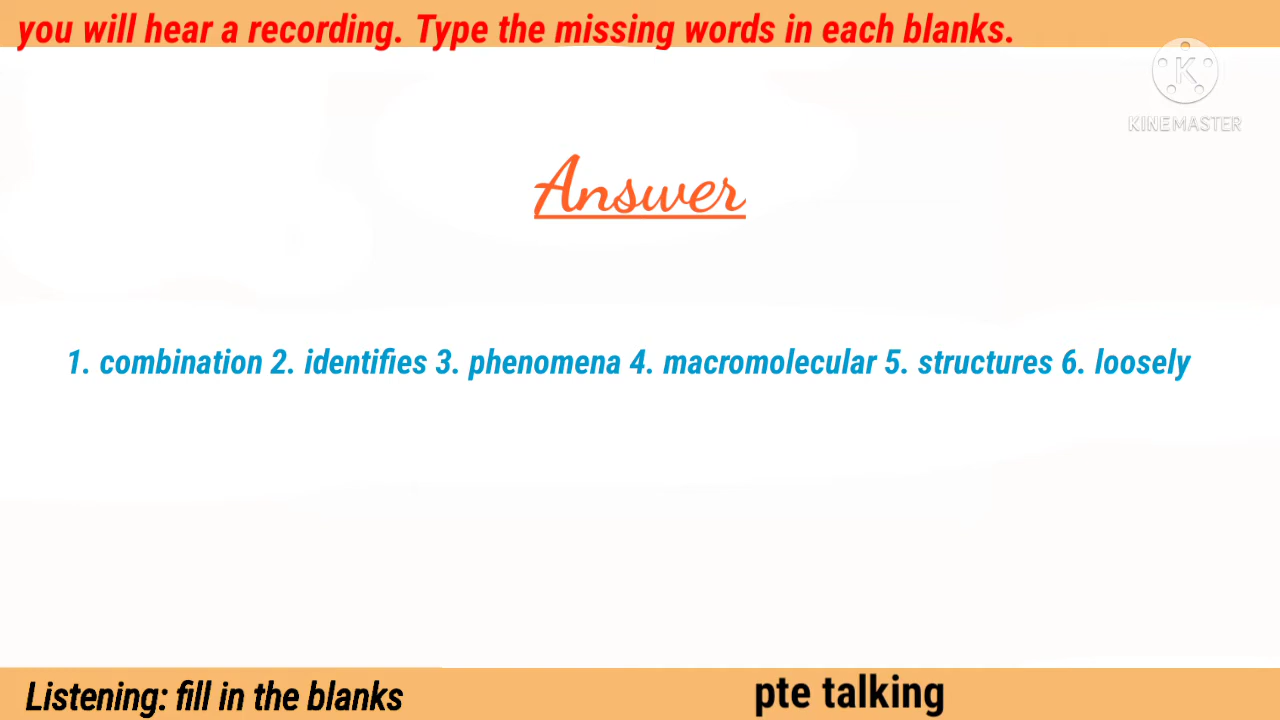 you will hear a recording. Type the missing words in each blanks.
KINEMASTER
Answer
1. combination 2. identifies 3. phenomena 4. macromolecular 5. structures 6. loosely
Listening: fill in the blanks
pte talking